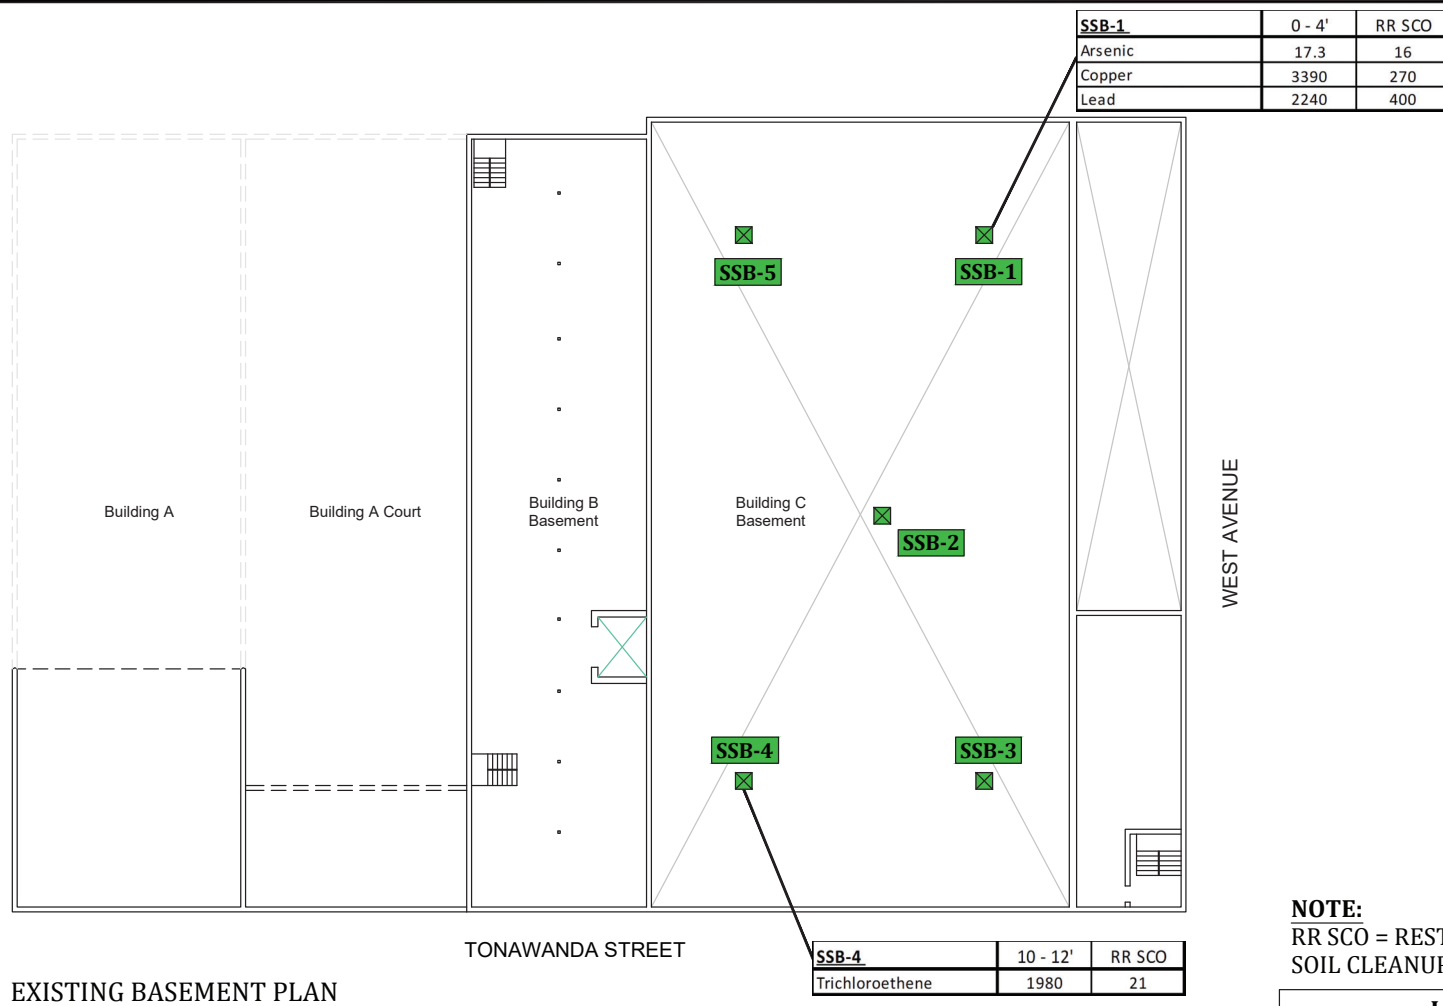 SSB-1 0 - 4' RR SCO
Arsenic 17.3 16
Copper 3390 270
Lead 2240 400
SSB-5
SSB-1
Building A
Building A Court
Building B
Basement
Building C
Basement
SSB-2
WEST AVENUE
SSB-4
SSB-3
TONAWANDA STREET
SSB-4 10 - 12' RR SCO
Trichloroethene 1980 21
NOTE:
RR SCO = REST
SOIL CLEANUP
EXISTING BASEMENT PLAN